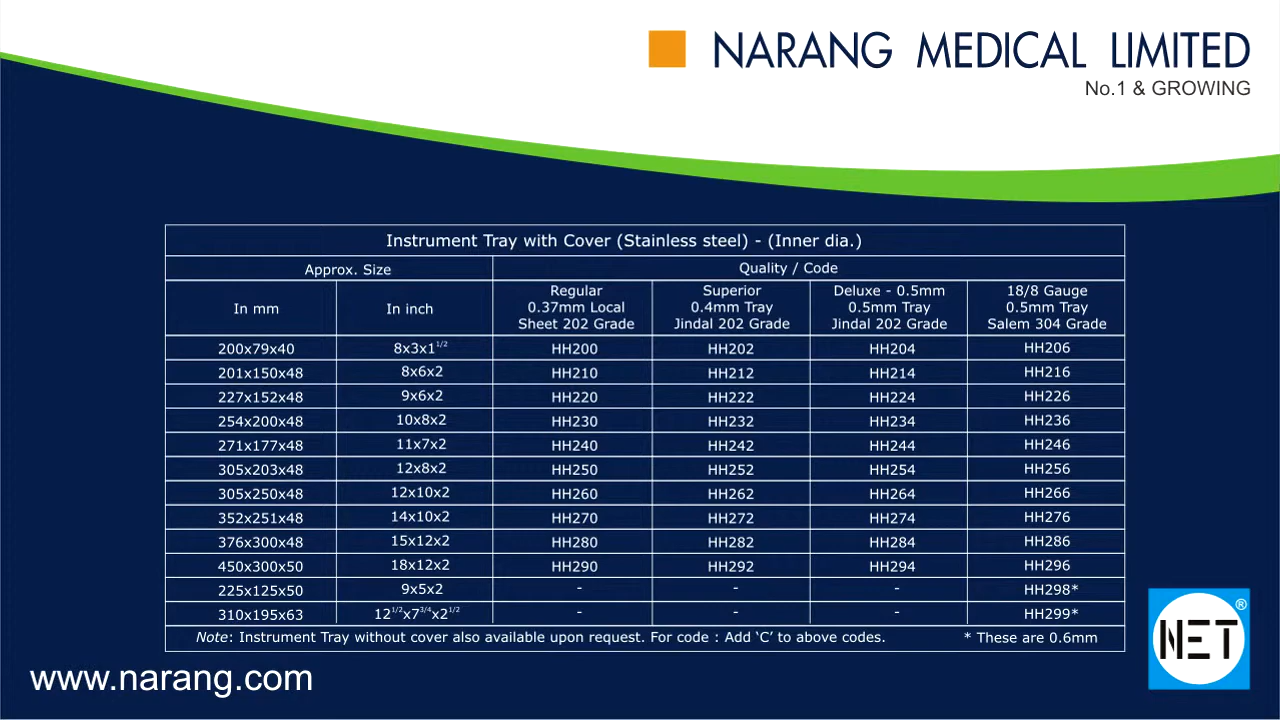 NARANG MEDICAL LIMITED
No.1 & GROWING
Instrument Tray with Cover (Stainless steel) - (Inner dia.)
Approx. Size Quality / Code
In mm In inch Regular 0.37mm Local Sheet 202 Grade Superior 0.4mm Tray Jindal 202 Grade Deluxe - 0.5mm 0.5mm Tray Jindal 202 Grade 18/8 Gauge 0.5mm Tray Salem 304 Grade
200x79x40 8x3x1 1/2 HH200 HH202 HH204 HH206
201x150x48 8x6x2 HH210 HH212 HH214 HH216
227x152x48 9x6x2 HH220 HH222 HH224 HH226
254x200x48 10x8x2 HH230 HH232 HH234 HH236
271x177x48 11x7x2 HH240 HH242 HH244 HH246
305x203x48 12x8x2 HH250 HH252 HH254 HH256
305x250x48 12x10x2 HH260 HH262 HH264 HH266
352x251x48 14x10x2 HH270 HH272 HH274 HH276
376x300x48 15x12x2 HH280 HH282 HH284 HH286
450x300x50 18x12x2 HH290 HH292 HH294 HH296
225x125x50 9x5x2 - - - HH298*
310x195x63 12 1/2x7 3/4x2 1/2 - - - HH299*
Note: Instrument Tray without cover also available upon request. For code : Add ‘C’ to above codes. * These are 0.6mm
NET®
www.narang.com